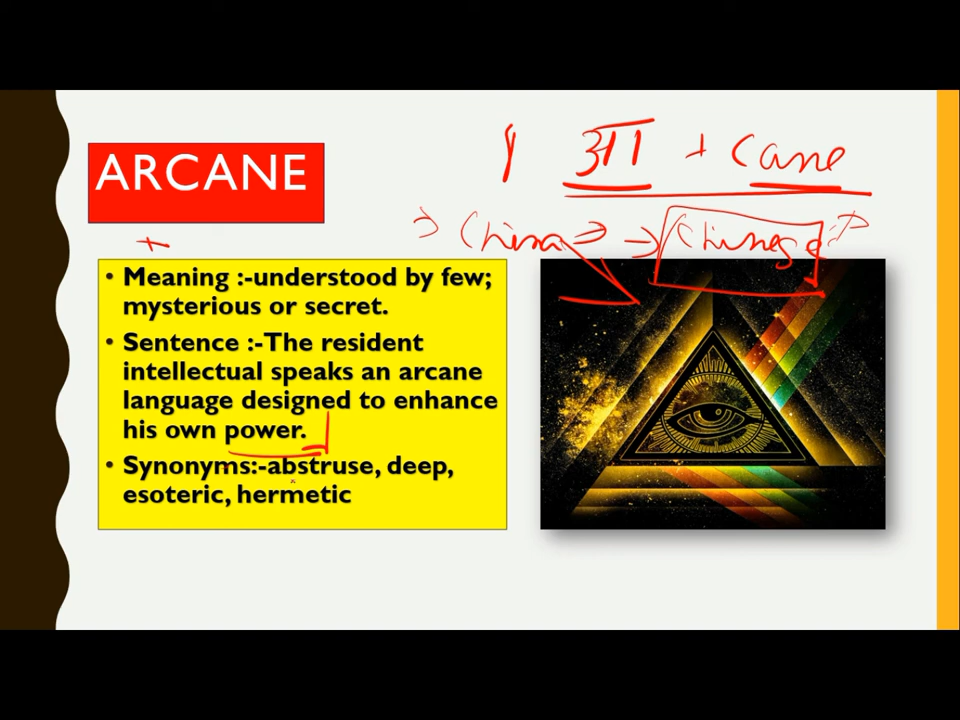 ARCANE
आ + Cane
⇒ China ⇒ → Chinese
• Meaning :-understood by few;
mysterious or secret.
• Sentence :-The resident
intellectual speaks an arcane
language designed to enhance
his own power.
• Synonyms:-abstruse, deep,
esoteric, hermetic